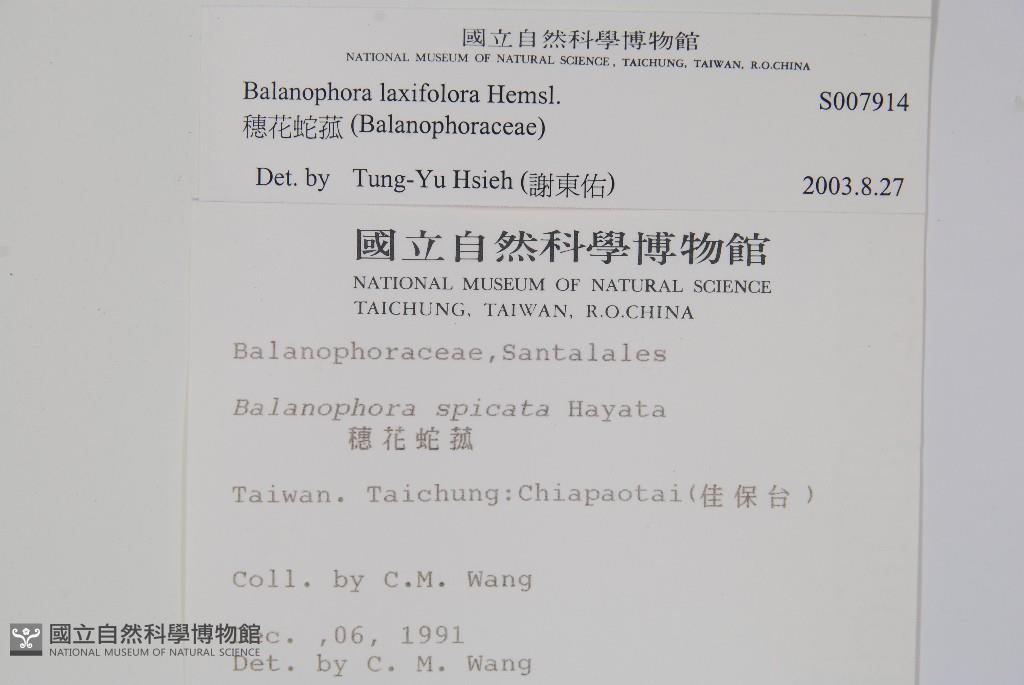 國立自然科學博物館
NATIONAL MUSEUM OF NATURAL SCIENCE, TAICHUNG, TAIWAN, R.O.CHINA
Balanophora laxifolora Hemsl. S007914
穗花蛇菰 (Balanophoraceae)
Det. by Tung-Yu Hsieh (謝東佑) 2003.8.27
國立自然科學博物館
NATIONAL MUSEUM OF NATURAL SCIENCE
TAICHUNG, TAIWAN, R.O.CHINA
Balanophoraceae,Santalales
Balanophora spicata Hayata
穗花蛇菰
Taiwan. Taichung:Chiapaotai(佳保台)
Coll. by C.M. Wang
ec. ,06, 1991
Det. by C. M. Wang
國立自然科學博物館
NATIONAL MUSEUM OF NATURAL SCIENCE